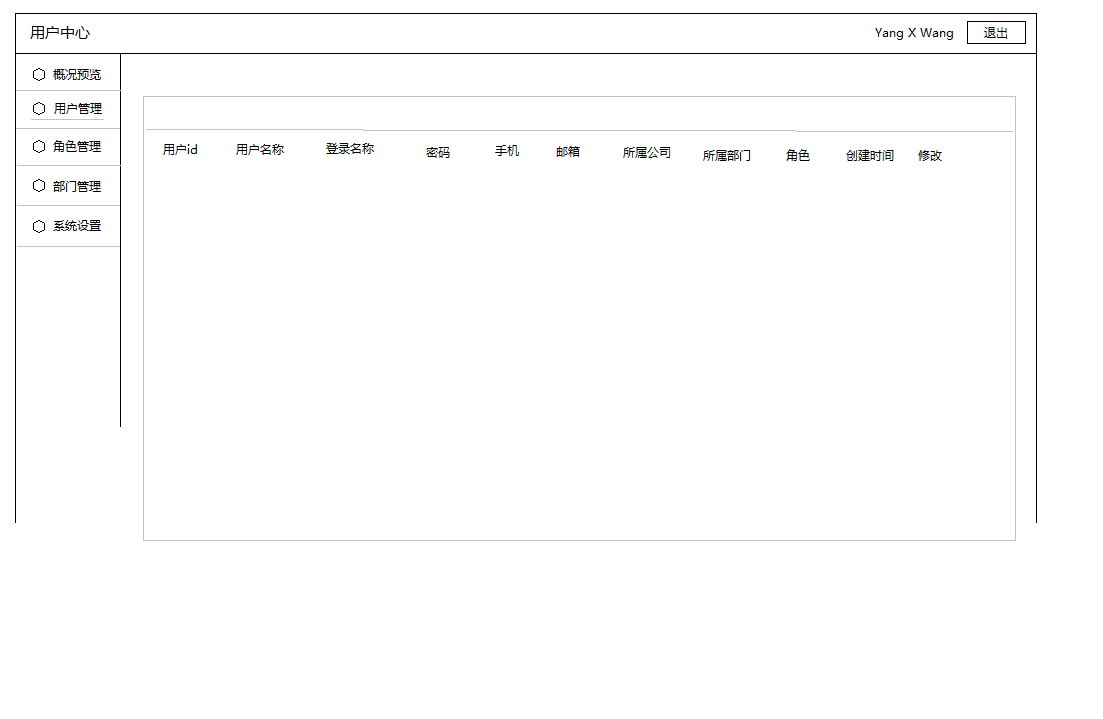 用户中心 Yang X Wang 退出
概况预览
用户管理
角色管理
部门管理
系统设置
用户id 用户名称 登录名称 密码 手机 邮箱 所属公司 所属部门 角色 创建时间 修改